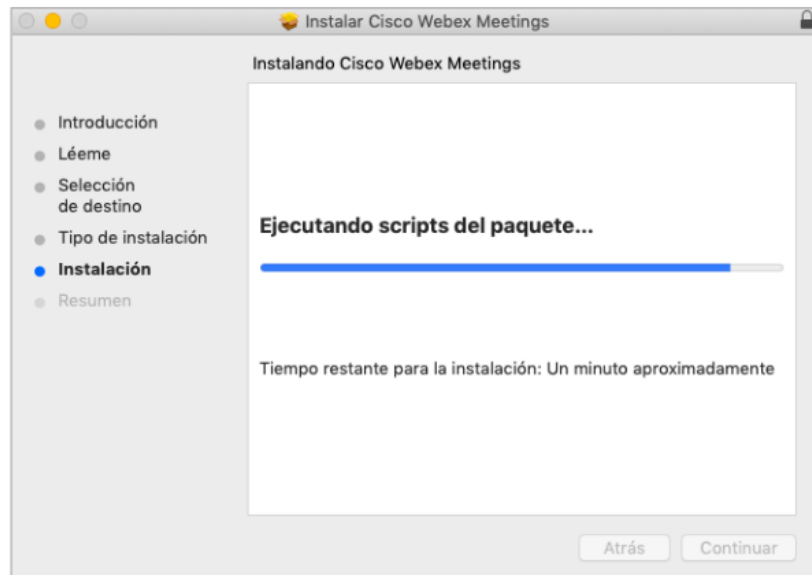 Instalar Cisco Webex Meetings
Instalando Cisco Webex Meetings
Introducción
Léeme
Selección
de destino
Tipo de instalación
Instalación
Resumen
Ejecutando scripts del paquete...
Tiempo restante para la instalación: Un minuto aproximadamente
Atrás
Continuar